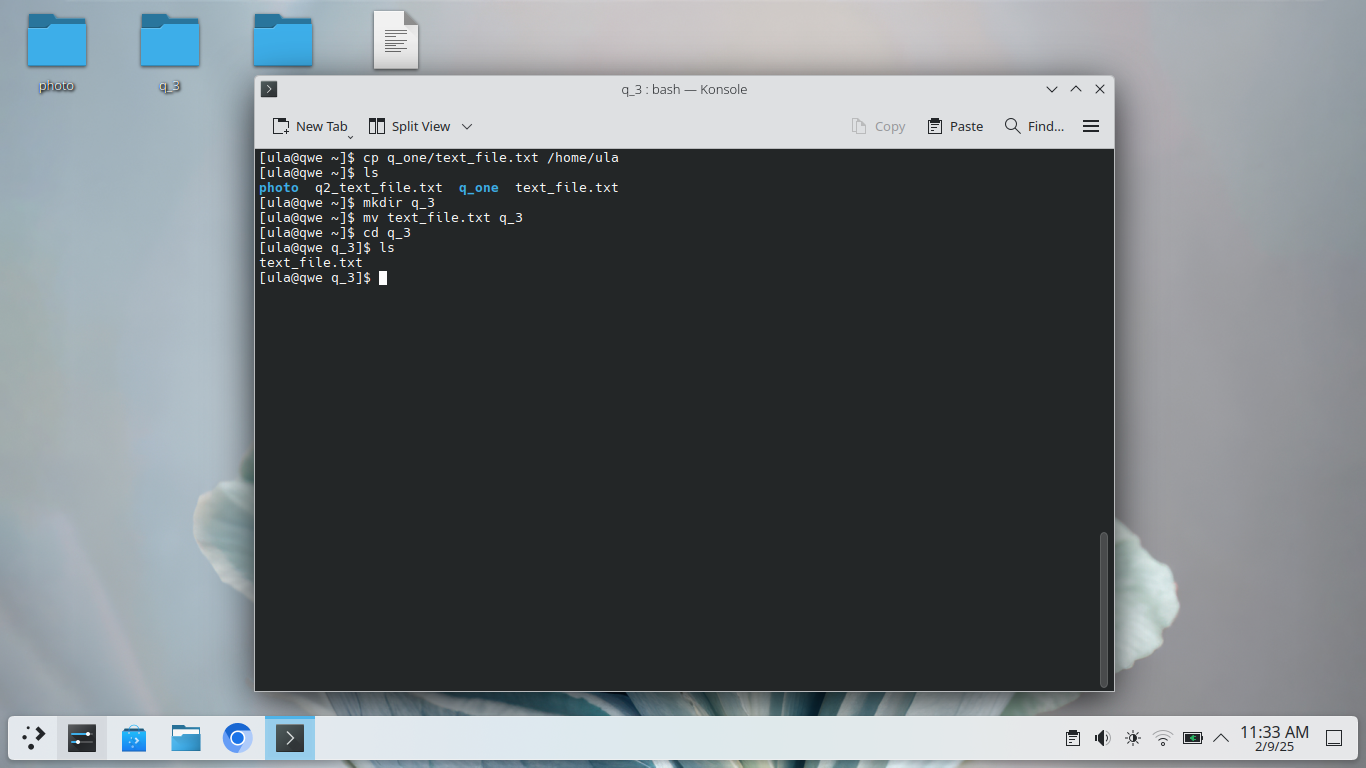 photo
q_3
q_3 : bash — Konsole
New Tab
Split View
Copy
Paste
Find...
[ula@qwe ~]$ cp q_one/text_file.txt /home/ula
[ula@qwe ~]$ ls
photo  q2_text_file.txt  q_one  text_file.txt
[ula@qwe ~]$ mkdir q_3
[ula@qwe ~]$ mv text_file.txt q_3
[ula@qwe ~]$ cd q_3
[ula@qwe q_3]$ ls
text_file.txt
[ula@qwe q_3]$
11:33 AM
2/9/25